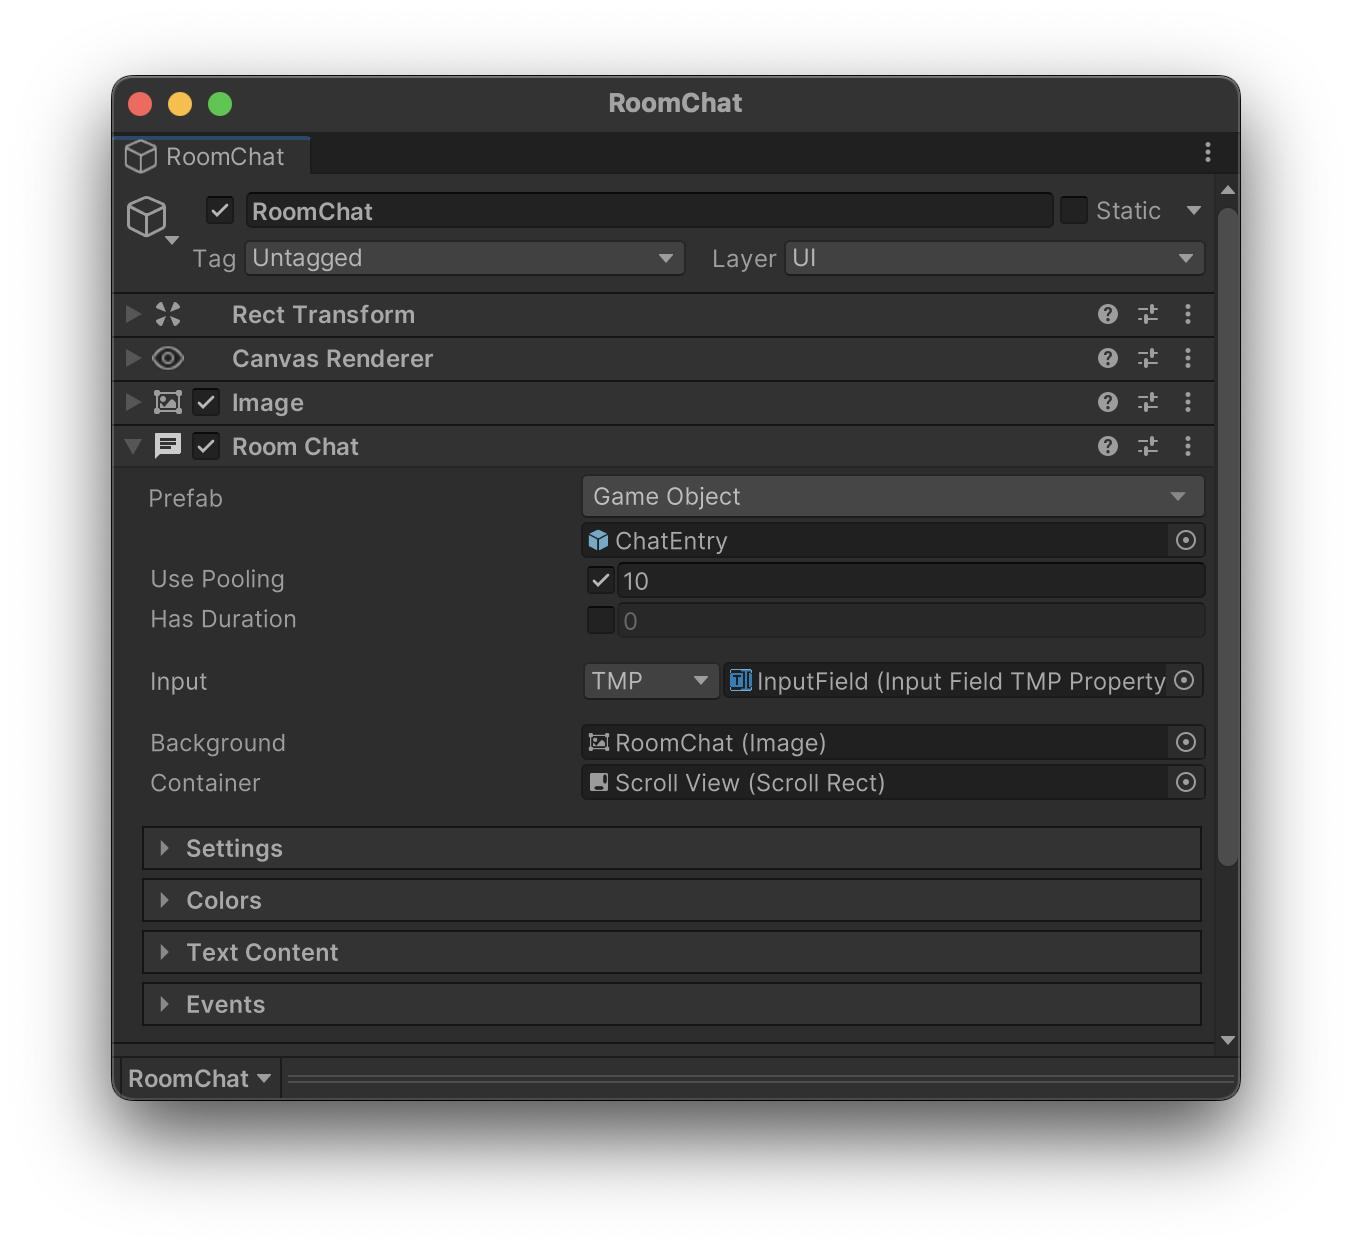 RoomChat
RoomChat
RoomChat Static
Tag Untagged Layer UI
Rect Transform
Canvas Renderer
Image
Room Chat
Prefab Game Object
ChatEntry
Use Pooling 10
Has Duration 0
Input TMP InputField (Input Field TMP Property
Background RoomChat (Image)
Container Scroll View (Scroll Rect)
Settings
Colors
Text Content
Events
RoomChat